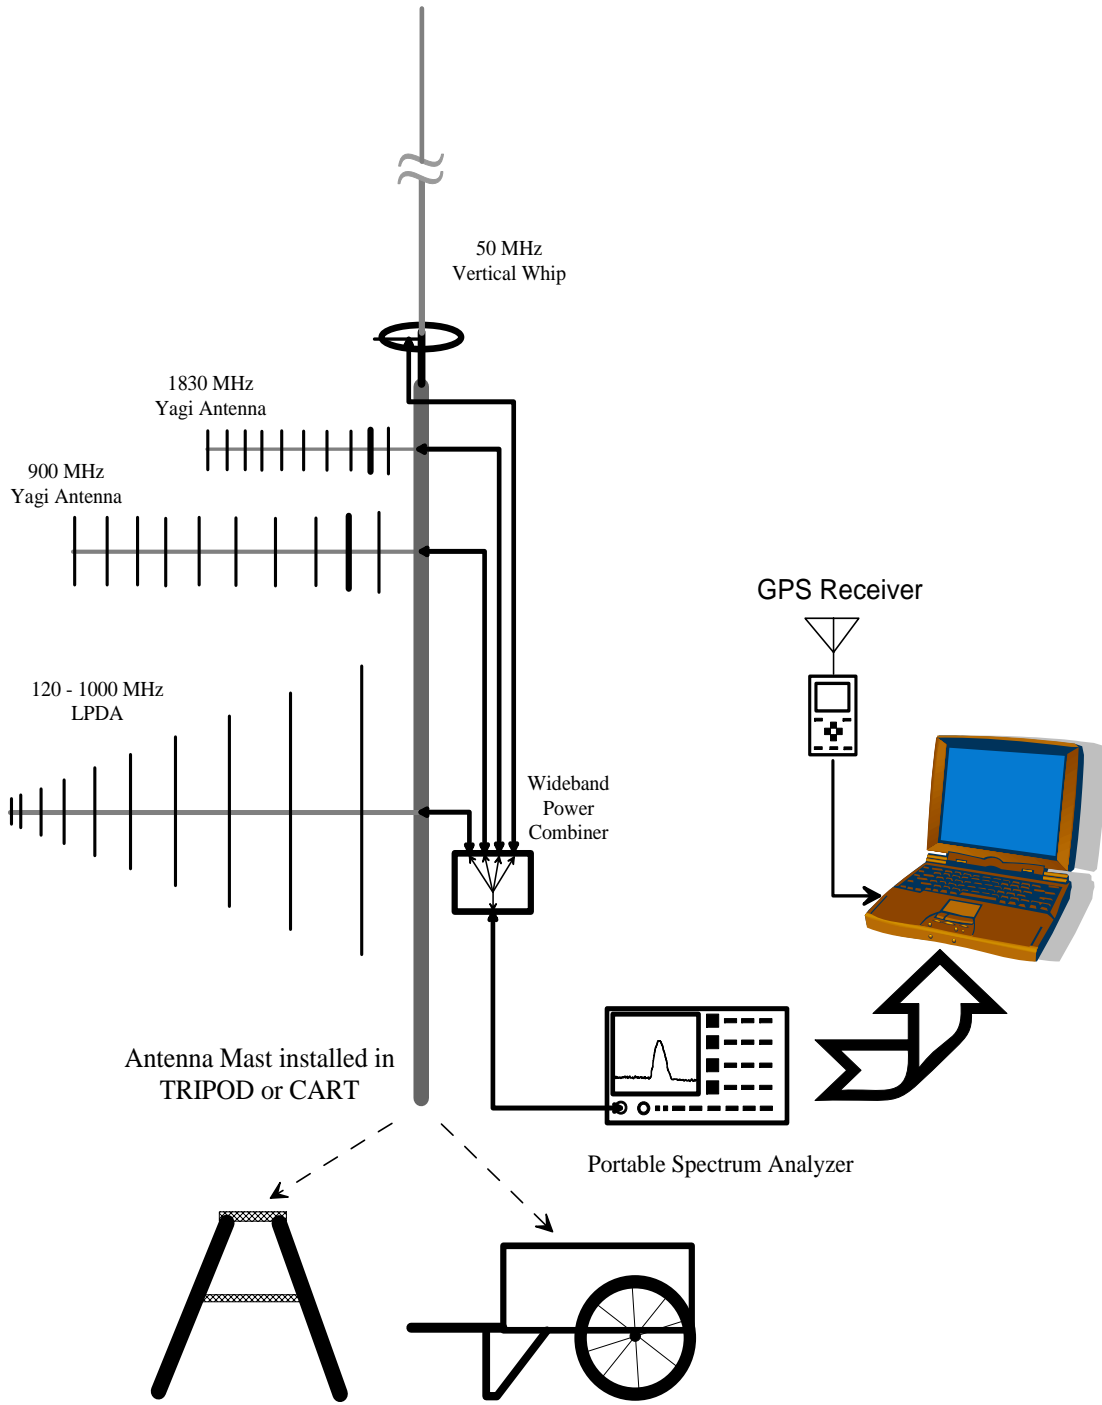 50 MHz
Vertical Whip
1830 MHz
Yagi Antenna
900 MHz
Yagi Antenna
GPS Receiver
120 - 1000 MHz
LPDA
Wideband
Power
Combiner
Antenna Mast installed in
TRIPOD or CART
Portable Spectrum Analyzer